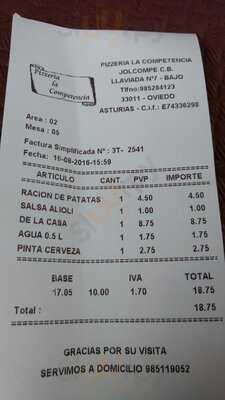 Pizzeria
la
Competencia
PIZZERIA LA COMPETENCIA
JOLCOMPE C.B.
LLAVIADA Nº7 - BAJO
Tlfno:985284123
33011 - OVIEDO
ASTURIAS - C.i.f.: E74336298
Area : 02
Mesa : 05
Factura Simplificada Nº : 3T- 2541
Fecha: 16-08-2016-15:59
ARTICULO CANT. PVP IMPORTE
RACION DE PATATAS 1 4.50 4.50
SALSA ALIOLI 1 1.00 1.00
DE LA CASA 1 8.75 8.75
AGUA 0.5 L 1 1.75 1.75
PINTA CERVEZA 1 2.75 2.75
BASE IVA TOTAL
17.05 10.00 1.70 18.75
Total : 18.75
GRACIAS POR SU VISITA
SERVIMOS A DOMICILIO 985119052